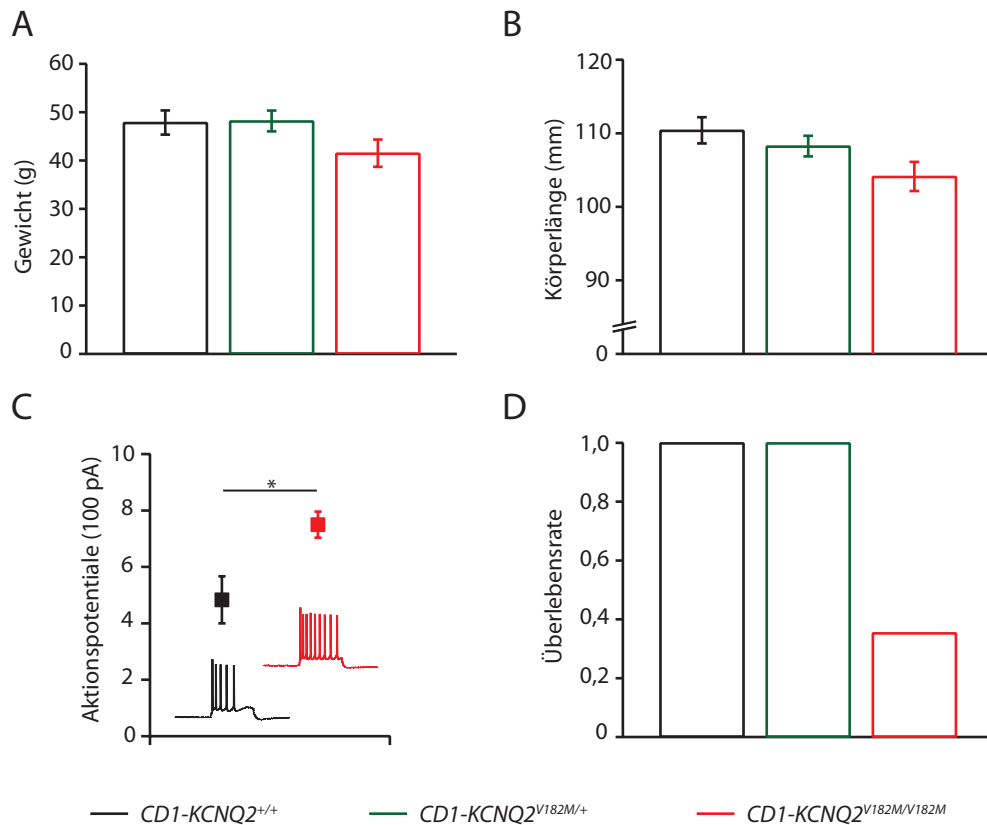 A
Gewicht (g)
60
50
40
30
20
10
0
B
Körperlänge (mm)
120
110
100
90
0
C
Aktionspotentiale (100 pA)
10
8
6
4
2
0
*
D
Überlebensrate
1,0
0,8
0,6
0,4
0,2
0
CD1-KCNQ2+/+
CD1-KCNQ2V182M/+
CD1-KCNQ2V182M/V182M